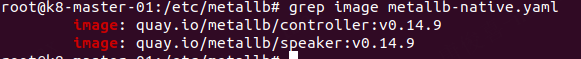 root@k8-master-01:/etc/metallb# grep image metallb-native.yaml
image: quay.io/metallb/controller:v0.14.9
image: quay.io/metallb/speaker:v0.14.9
root@k8-master-01:/etc/metallb#